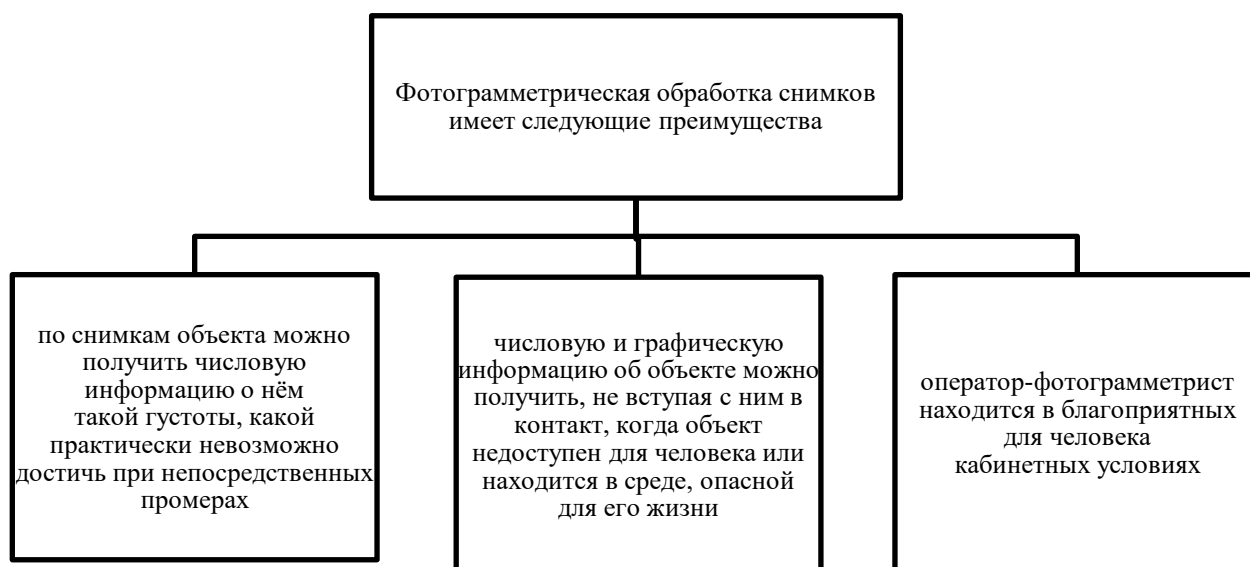 Фотограмметрическая обработка снимков
имеет следующие преимущества
по снимкам объекта можно
получить числовую
информацию о нём
такой густоты, какой
практически невозможно
достичь при непосредственных
промерах
числовую и графическую
информацию об объекте можно
получить, не вступая с ним в
контакт, когда объект
недоступен для человека или
находится в среде, опасной
для его жизни
оператор-фотограмметрист
находится в благоприятных
для человека
кабинетных условиях